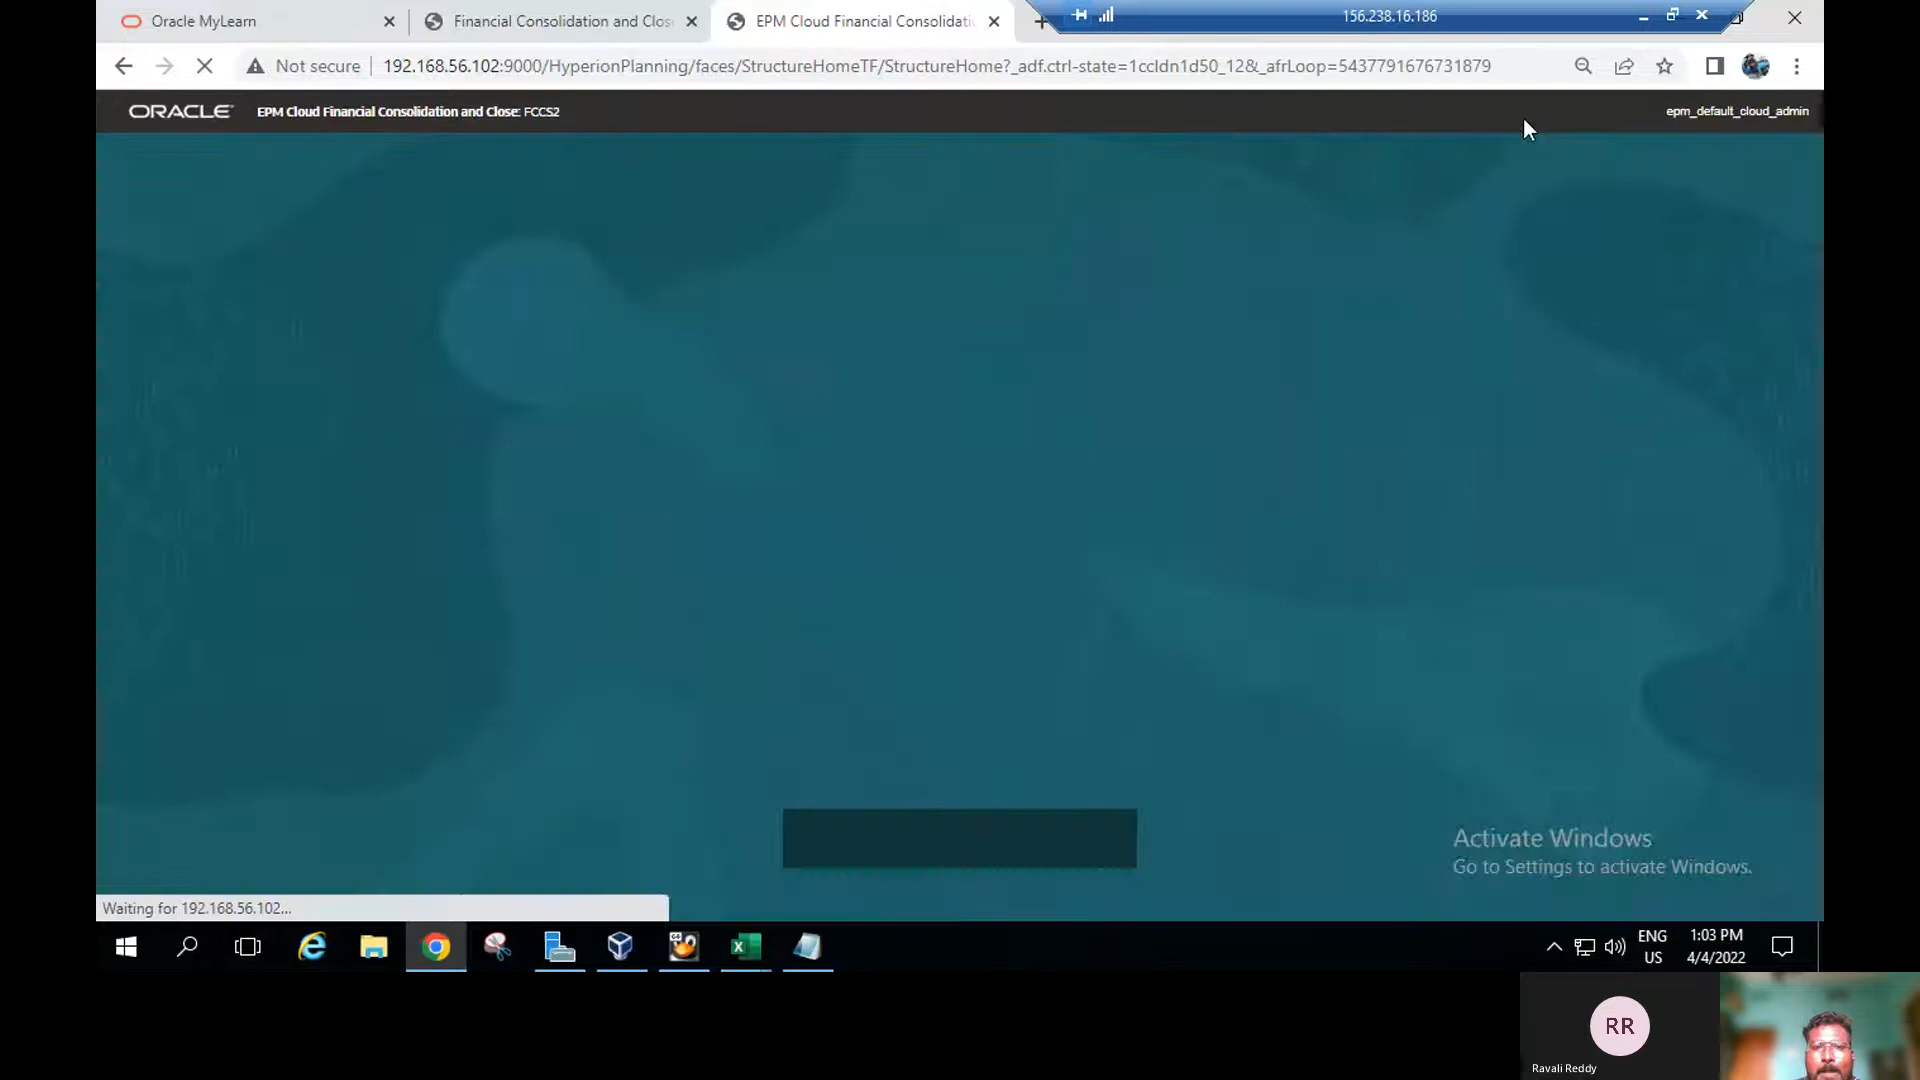 Oracle MyLearn
Financial Consolidation and Clos
EPM Cloud Financial Consolidati
156.238.16.186
Not secure
192.168.56.102:9000/HyperionPlanning/faces/StructureHomeTF/StructureHome?_adf.ctrl-state=1ccldn1d50_12&_afrLoop=5437791676731879
ORACLE
EPM Cloud Financial Consolidation and Close: FCCS2
epm_default_cloud_admin
Activate Windows
Go to Settings to activate Windows.
Waiting for 192.168.56.102...
ENG
US
1:03 PM
4/4/2022
RR
Ravali Reddy